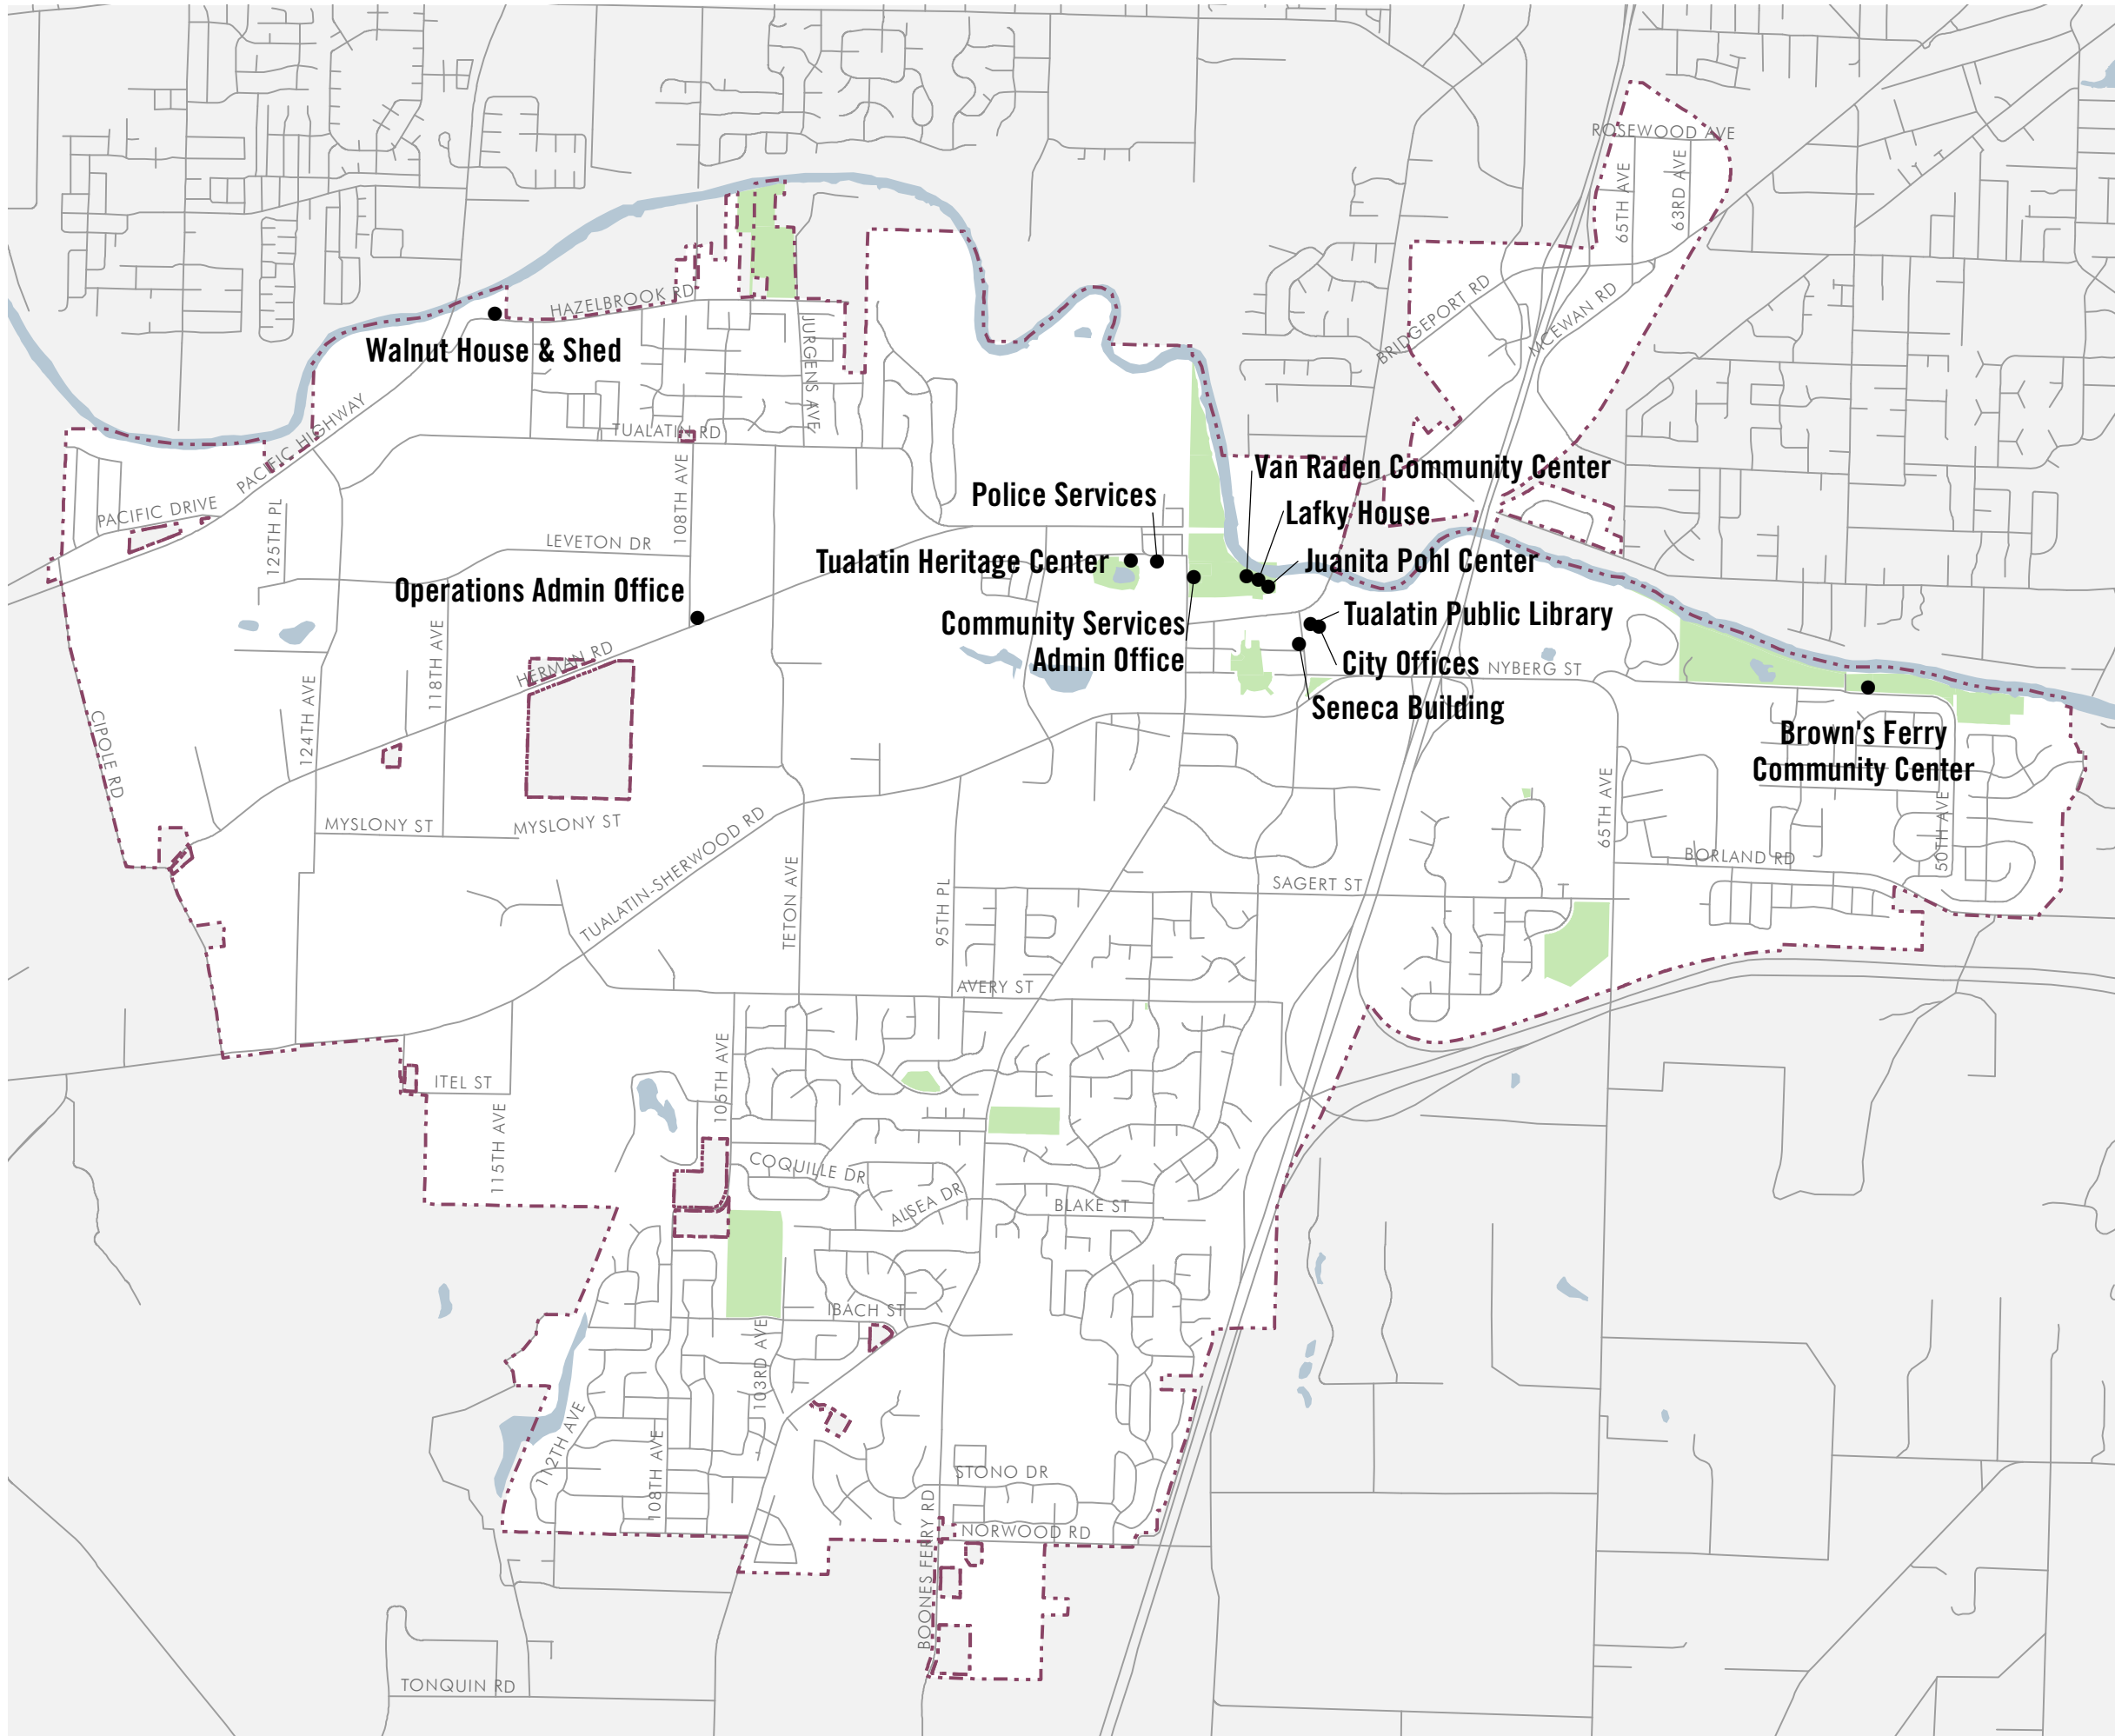 ROSEWOOD AVE
65TH AVE
63RD AVE
BRIDGEPORT RD
MCEWAN RD
HAZELBROOK RD
Walnut House & Shed
JURGENS AVE
PACIFIC HIGHWAY
TUALATIN RD
108TH AVE
Van Raden Community Center
Police Services
Lafky House
PACIFIC DRIVE
125TH PL
LEVETON DR
Tualatin Heritage Center
Juanita Pohl Center
Operations Admin Office
Community Services
Admin Office
Tualatin Public Library
City Offices
NYBERG ST
Seneca Building
HERMAN RD
118TH AVE
124TH AVE
CIPOLE RD
Brown's Ferry
Community Center
65TH AVE
50TH AVE
MYSLONY ST
MYSLONY ST
TUALATIN-SHERWOOD RD
TETON AVE
95TH PL
SAGERT ST
BORLAND RD
AVERY ST
105TH AVE
ITEL ST
115TH AVE
COQUILLE DR
ALSEA DR
BLAKE ST
IBACH ST
103RD AVE
112TH AVE
108TH AVE
STONO DR
NORWOOD RD
BOONES FERRY RD
TONQUIN RD